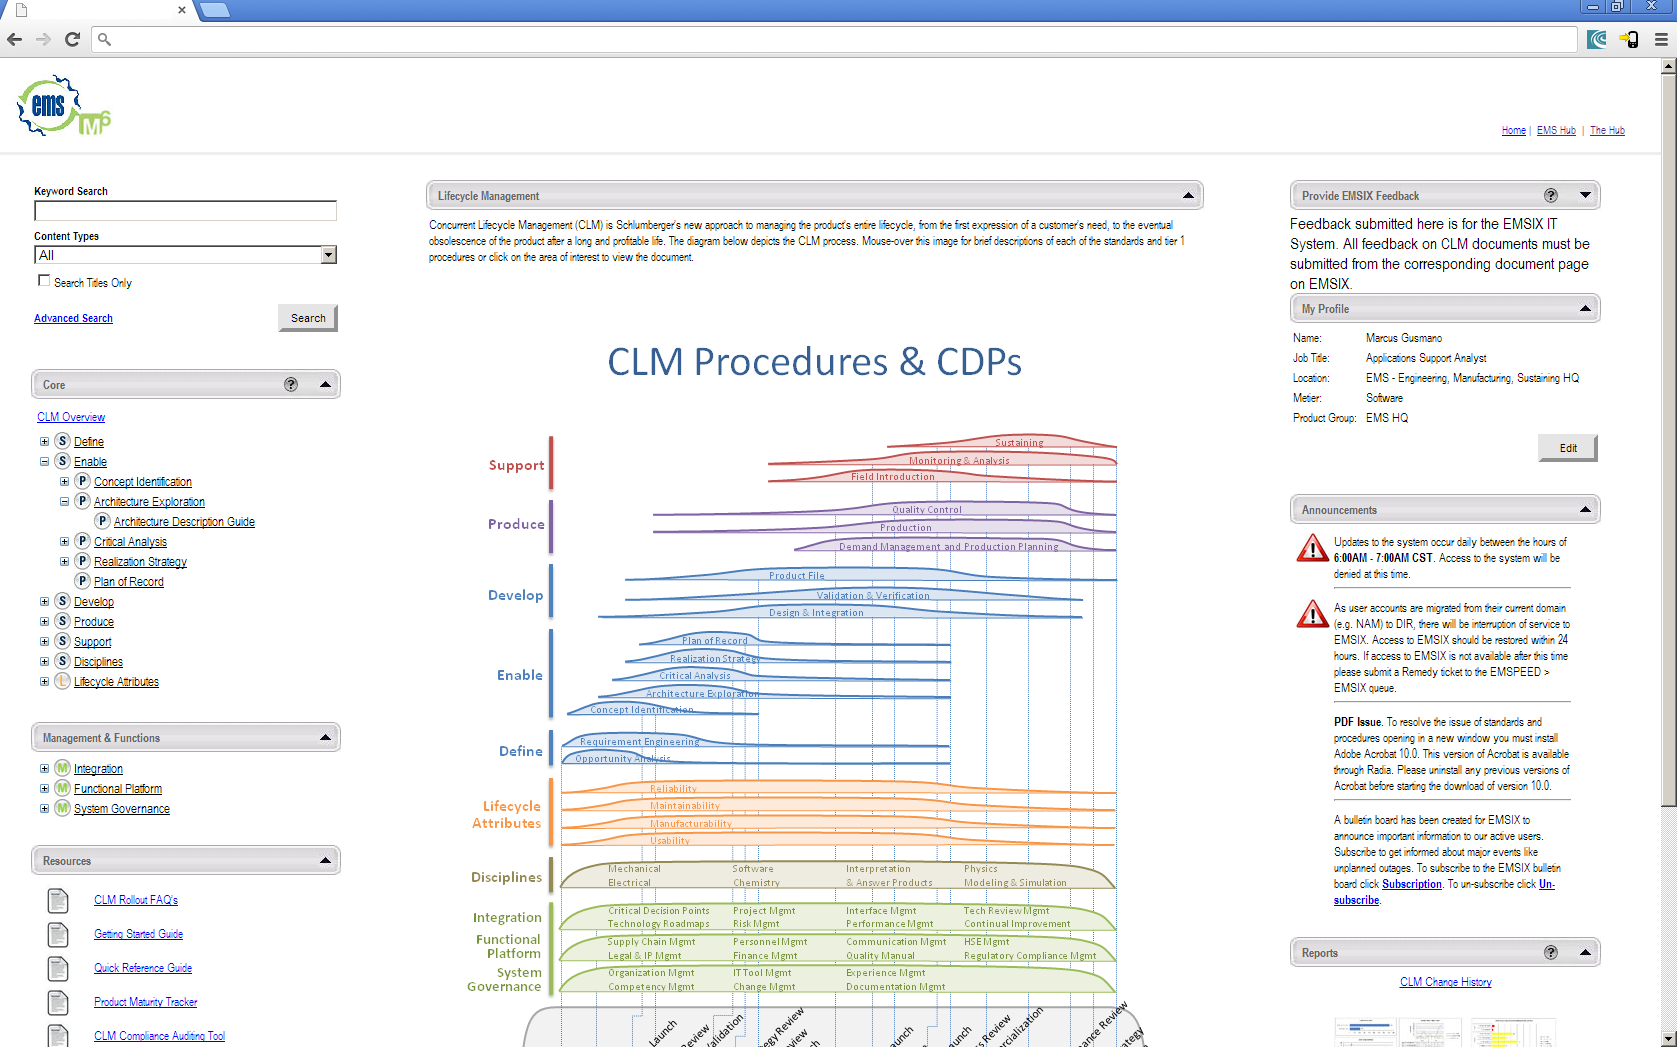 ems
M6
Home | EMS Hub | The Hub
Keyword Search
Content Types
All
Search Titles Only
Advanced Search
Search
Core
CLM Overview
S Define
S Enable
P Concept Identification
P Architecture Exploration
P Architecture Description Guide
P Critical Analysis
P Realization Strategy
P Plan of Record
S Develop
S Produce
S Support
S Disciplines
L Lifecycle Attributes
Management & Functions
M Integration
M Functional Platform
M System Governance
Resources
CLM Rollout FAQ's
Getting Started Guide
Quick Reference Guide
Product Maturity Tracker
CLM Compliance Auditing Tool
Lifecycle Management
Concurrent Lifecycle Management (CLM) is Schlumberger's new approach to managing the product's entire lifecycle, from the first expression of a customer's need, to the eventual
obsolescence of the product after a long and profitable life. The diagram below depicts the CLM process. Mouse-over this image for brief descriptions of each of the standards and tier 1
procedures or click on the area of interest to view the document.
CLM Procedures & CDPs
Support
Sustaining
Monitoring & Analysis
Field Introduction
Produce
Quality Control
Production
Demand Management and Production Planning
Develop
Product File
Validation & Verification
Design & Integration
Enable
Plan of Record
Realization Strategy
Critical Analysis
Architecture Exploration
Concept Identification
Define
Requirement Engineering
Opportunity Analysis
Lifecycle
Attributes
Reliability
Maintainability
Manufacturability
Usability
Disciplines
Mechanical Software Interpretation Physics
Electrical Chemistry & Answer Products Modeling & Simulation
Integration
Critical Decision Points Project Mgmt Interface Mgmt Tech Review Mgmt
Technology Roadmaps Risk Mgmt Performance Mgmt Continual Improvement
Functional
Platform
Supply Chain Mgmt Personnel Mgmt Communication Mgmt HSE Mgmt
Legal & IP Mgmt Finance Mgmt Quality Manual Regulatory Compliance Mgmt
System
Governance
Organization Mgmt IT Tool Mgmt Experience Mgmt
Competency Mgmt Change Mgmt Documentation Mgmt
Launch
Review
Validation
Review
Review
Launch
Review
Review
Provide EMSIX Feedback ?
Feedback submitted here is for the EMSIX IT
System. All feedback on CLM documents must be
submitted from the corresponding document page
on EMSIX.
My Profile
Name: Marcus Gusmano
Job Title: Applications Support Analyst
Location: EMS - Engineering, Manufacturing, Sustaining HQ
Metier: Software
Product Group: EMS HQ
Edit
Announcements
Updates to the system occur daily between the hours of
6:00AM - 7:00AM CST. Access to the system will be
denied at this time.
As user accounts are migrated from their current domain
(e.g. NAM) to DIR, there will be interruption of service to
EMSIX. Access to EMSIX should be restored within 24
hours. If access to EMSIX is not available after this time
please submit a Remedy ticket to the EMSPEED >
EMSIX queue.
PDF Issue. To resolve the issue of standards and
procedures opening in a new window you must install
Adobe Acrobat 10.0. This version of Acrobat is available
through Radia. Please uninstall any previous versions of
Acrobat before starting the download of version 10.0.
A bulletin board has been created for EMSIX to
announce important information to our active users.
Subscribe to get informed about major events like
unplanned outages. To subscribe to the EMSIX bulletin
board click Subscription. To un-subscribe click Un-
subscribe.
Reports ?
CLM Change History